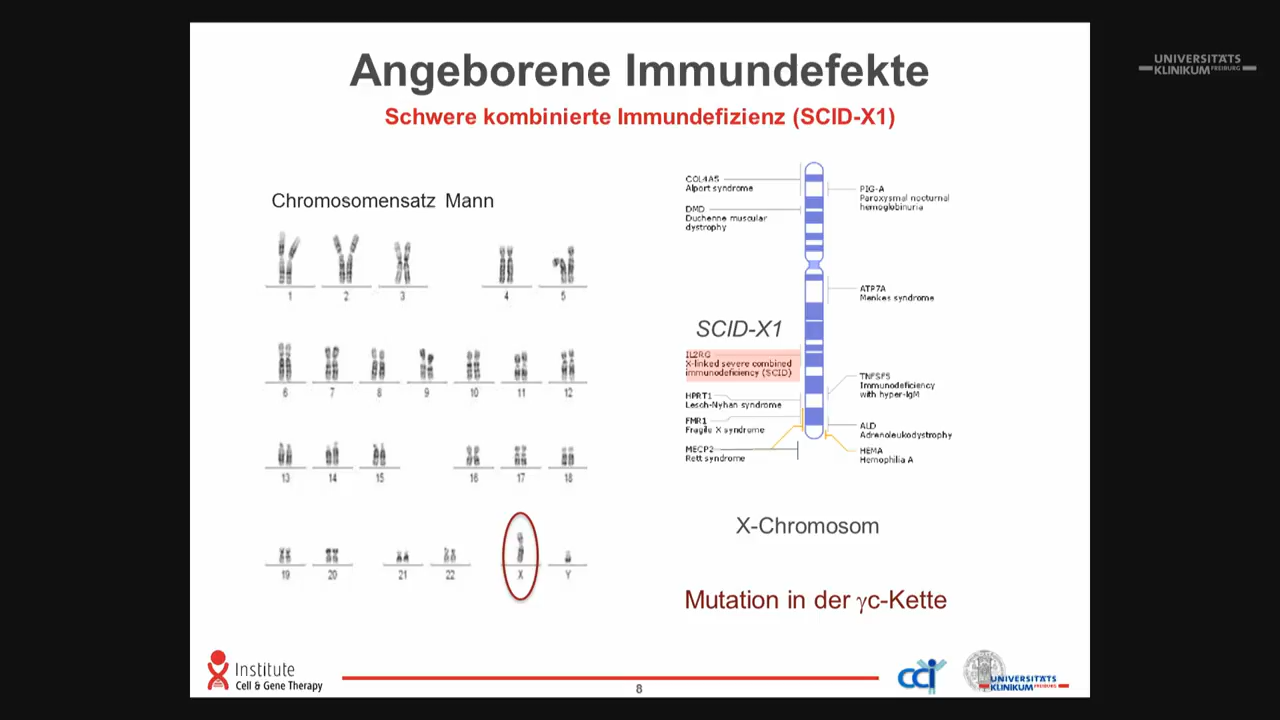 Angeborene Immundefekte
Schwere kombinierte Immundefizienz (SCID-X1)
UNIVERSITÄTS
KLINIKUM FREIBURG
Chromosomensatz Mann
1 2 3 4 5
6 7 8 9 10 11 12
13 14 15 16 17 18
19 20 21 22 X Y
COL4A5
Alport syndrome
DMD
Duchenne muscular
dystrophy
SCID-X1
IL2RG
X-linked severe combined
immunodeficiency (SCID)
HPRT1
Lesch-Nyhan syndrome
FMR1
Fragile X syndrome
MECP2
Rett syndrome
PIG-A
Paroxysmal nocturnal
hemoglobinuria
ATP7A
Menkes syndrome
TNFSF5
Immunodeficiency
with hyper-IgM
ALD
Adrenoleukodystrophy
HEMA
Hemophilia A
X-Chromosom
Mutation in der γc-Kette
Institute
Cell & Gene Therapy
8
CCI
UNIVERSITÄTS
KLINIKUM FREIBURG